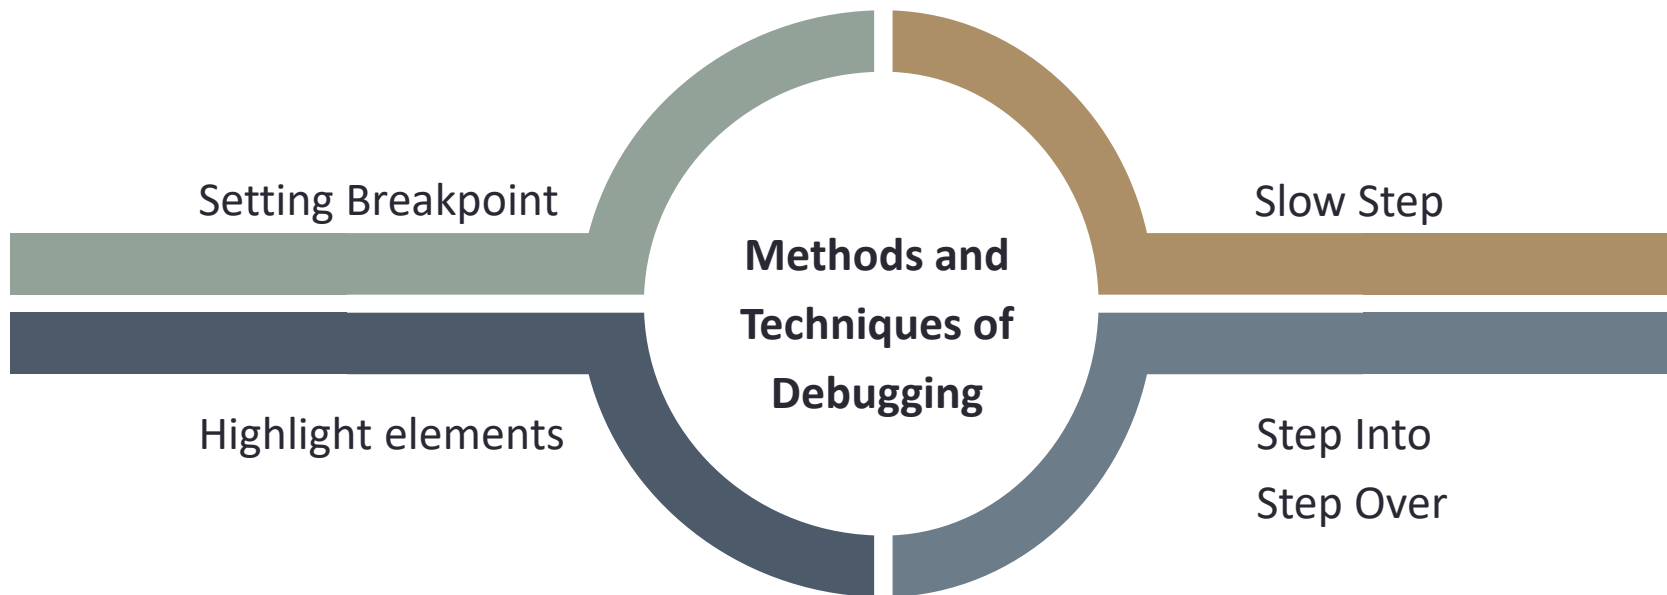 Setting Breakpoint
Slow Step
Methods and
Techniques of
Debugging
Highlight elements
Step Into
Step Over